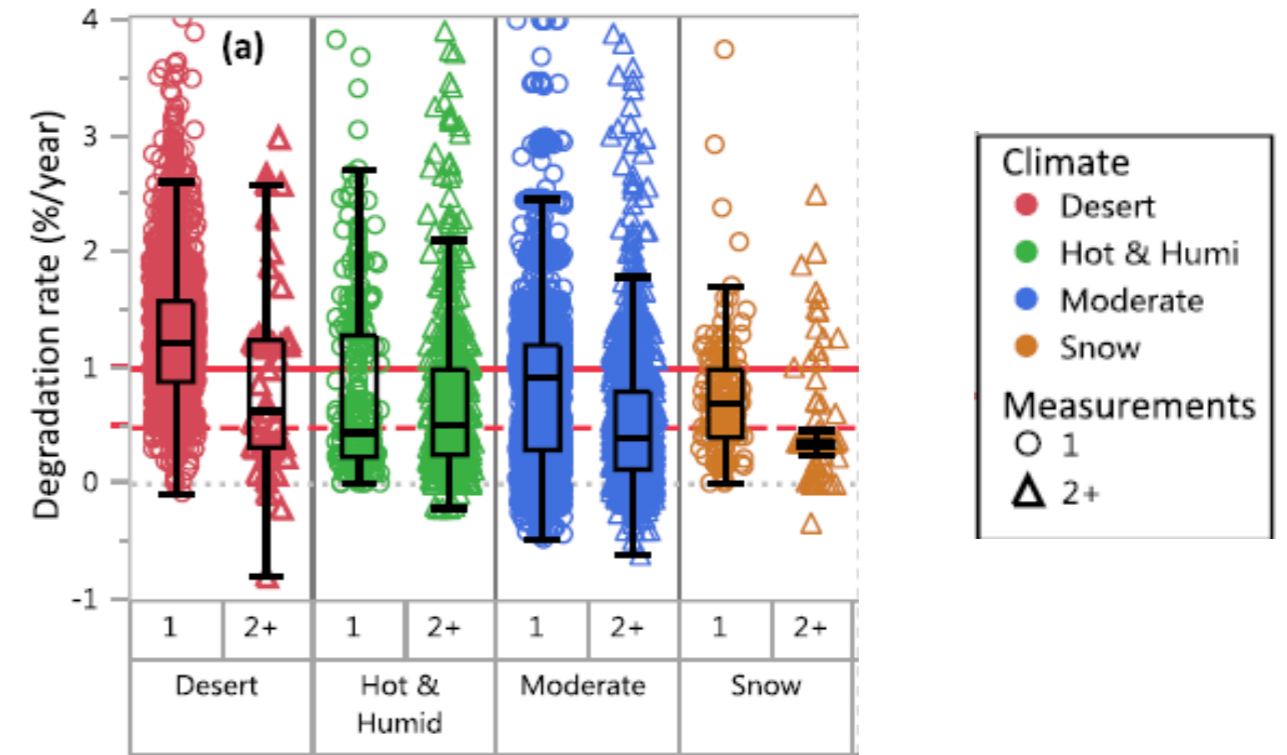 (a)
Degradation rate (%/year)
4
3
2
1
0
-1
1 2+ 1 2+ 1 2+ 1 2+
Desert Hot & Moderate Snow
Humid
Climate
Desert
Hot & Humi
Moderate
Snow
Measurements
1
2+